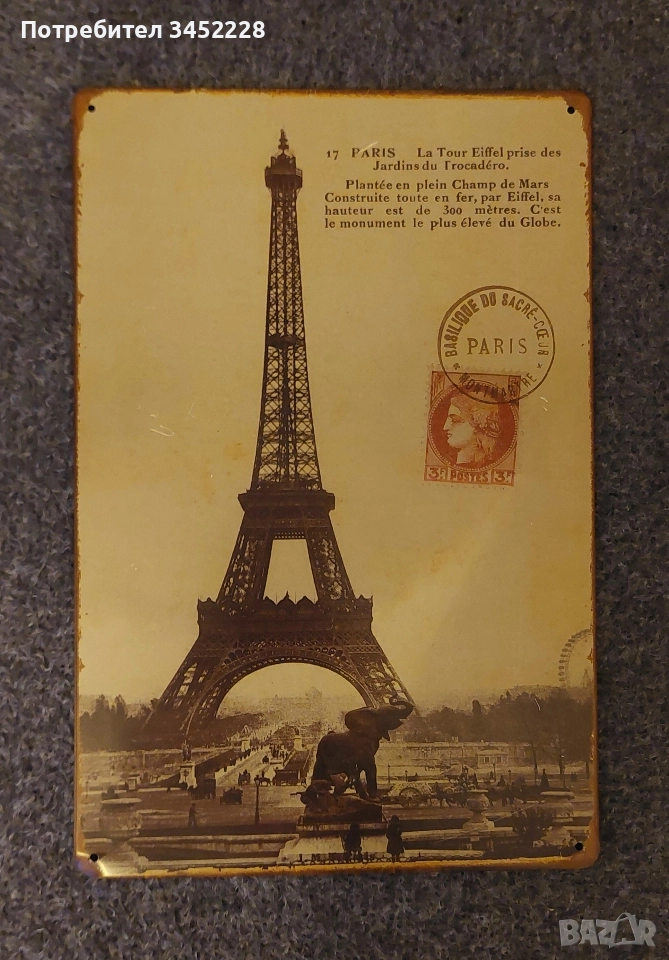 Потребител 3452228
17 PARIS La Tour Eiffel prise des
Jardins du Trocadéro.
Plantée en plein Champ de Mars
Construite toute en fer, par Eiffel, sa
hauteur est de 300 mètres. C'est
le monument le plus élevé du Globe.
BASILIQUE DU SACRÉ-CŒUR
PARIS
* MONTMARTRE *
3F POSTES 3F
BAZAR